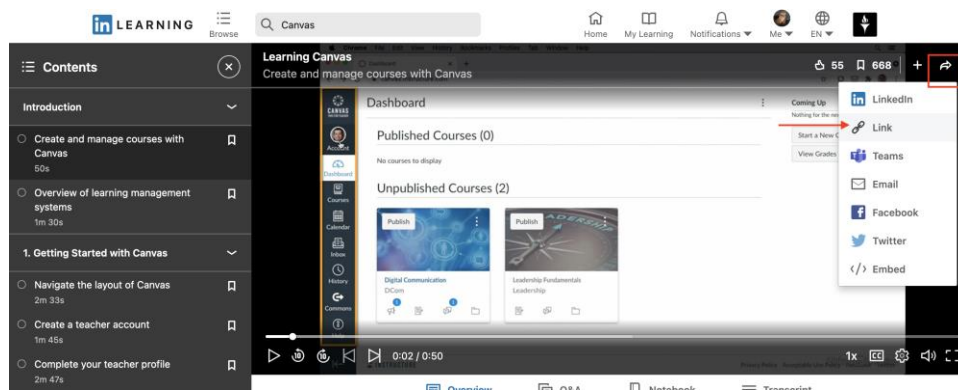 in LEARNING
Browse
Canvas
Home
My Learning
Notifications
Me
EN
Contents
Introduction
Create and manage courses with
Canvas
50s
Overview of learning management
systems
1m 30s
1. Getting Started with Canvas
Navigate the layout of Canvas
2m 33s
Create a teacher account
1m 45s
Complete your teacher profile
2m 47s
Learning Canvas
Create and manage courses with Canvas
55
668
CANVAS
Account
Dashboard
Courses
Calendar
Inbox
History
Commons
Dashboard
Published Courses (0)
No courses to display
Unpublished Courses (2)
Publish
Digital Communication
DCom
Publish
Leadership Fundamentals
Leadership
Coming Up
Nothing for the
Start a New
View Grades
LinkedIn
Link
Teams
Email
Facebook
Twitter
</> Embed
0:02 / 0:50
1x
CC
Overview
Q&A
Notebook
Transcript